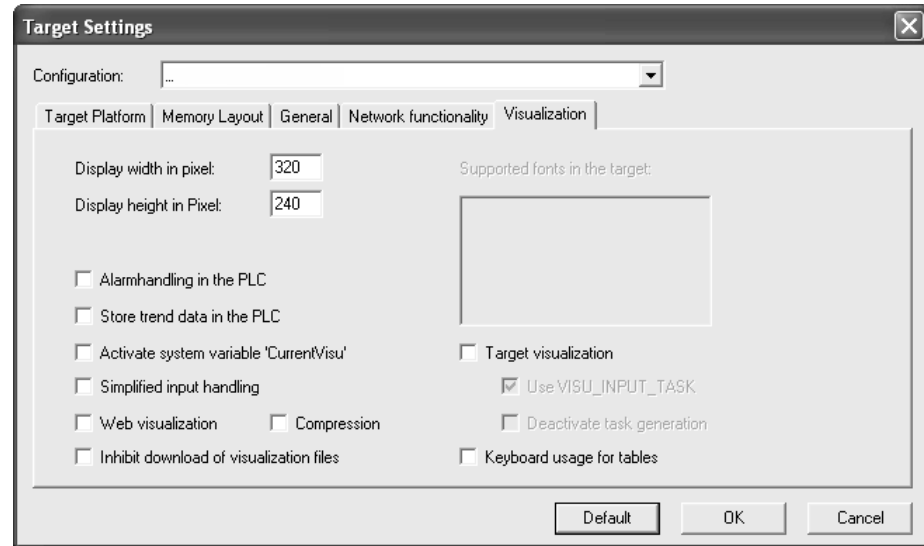 Target Settings
Configuration: ...
Target Platform Memory Layout General Network functionality Visualization
Display width in pixel: 320
Display height in Pixel: 240
Supported fonts in the target:
Alarmhandling in the PLC
Store trend data in the PLC
Activate system variable 'CurrentVisu'
Target visualization
Simplified input handling
Use VISU_INPUT_TASK
Web visualization Compression
Deactivate task generation
Inhibit download of visualization files
Keyboard usage for tables
Default OK Cancel